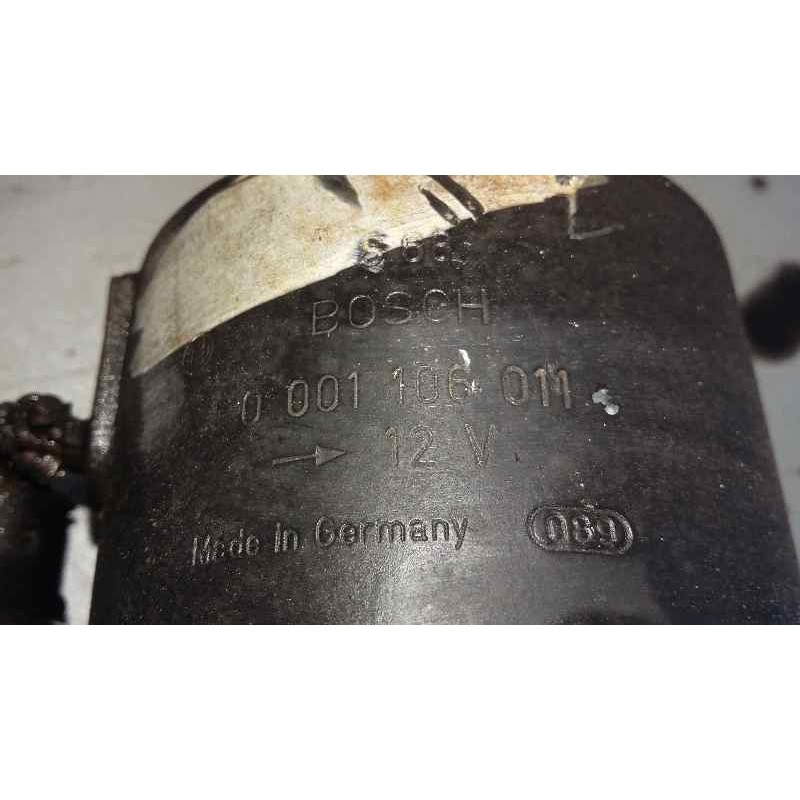 BOSCH
0 001 106 011
→ 12 V
Made in Germany 089